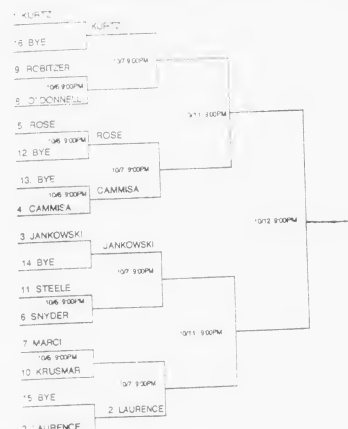 1 KURTZ
KURTZ
16 BYE
9 ROBITZER
10/7 9:00PM
10/6 9:00PM
8 O'DONNELL
10/11 9:00PM
5 ROSE
10/6 9:00PM
ROSE
12. BYE
10/7 9:00PM
13. BYE
10/6 9:00PM
CAMMISA
4 CAMMISA
10/12 9:00PM
3 JANKOWSKI
JANKOWSKI
14 BYE
10/7 9:00PM
11 STEELE
10/6 9:00PM
6 SNYDER
10/11 9:00PM
7 MARCI
10/6 9:00PM
10 KRUSMAR
10/7 9:00PM
15 BYE
2 LAURENCE
2 LAURENCE